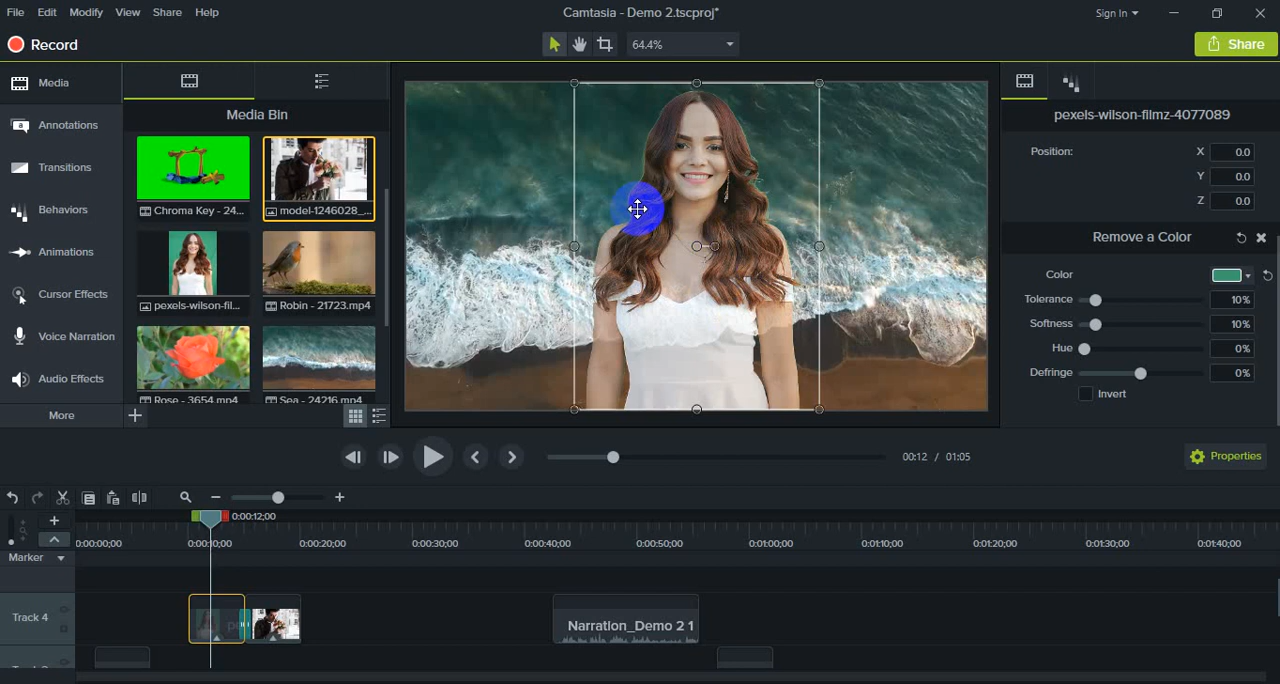 File Edit Modify View Share Help
Camtasia - Demo 2.tscproj*
Sign In
Record
64.4%
Share
Media
Annotations
Transitions
Behaviors
Animations
Cursor Effects
Voice Narration
Audio Effects
More
Media Bin
Chroma Key - 24...
model-1246028_...
pexels-wilson-fil...
Robin - 21723.mp4
Rose - 3654.mp4
Sea - 24216.mp4
pexels-wilson-filmz-4077089
Position: X 0.0
Y 0.0
Z 0.0
Remove a Color
Color
Tolerance 10%
Softness 10%
Hue 0%
Defringe 0%
Invert
00:12 / 01:05
Properties
0:00:12;00
0:00:00;00 0:00:10;00 0:00:20;00 0:00:30;00 0:00:40;00 0:00:50;00 0:01:00;00 0:01:10;00 0:01:20;00 0:01:30;00 0:01:40;00
Marker
Track 4
Narration_Demo 2 1